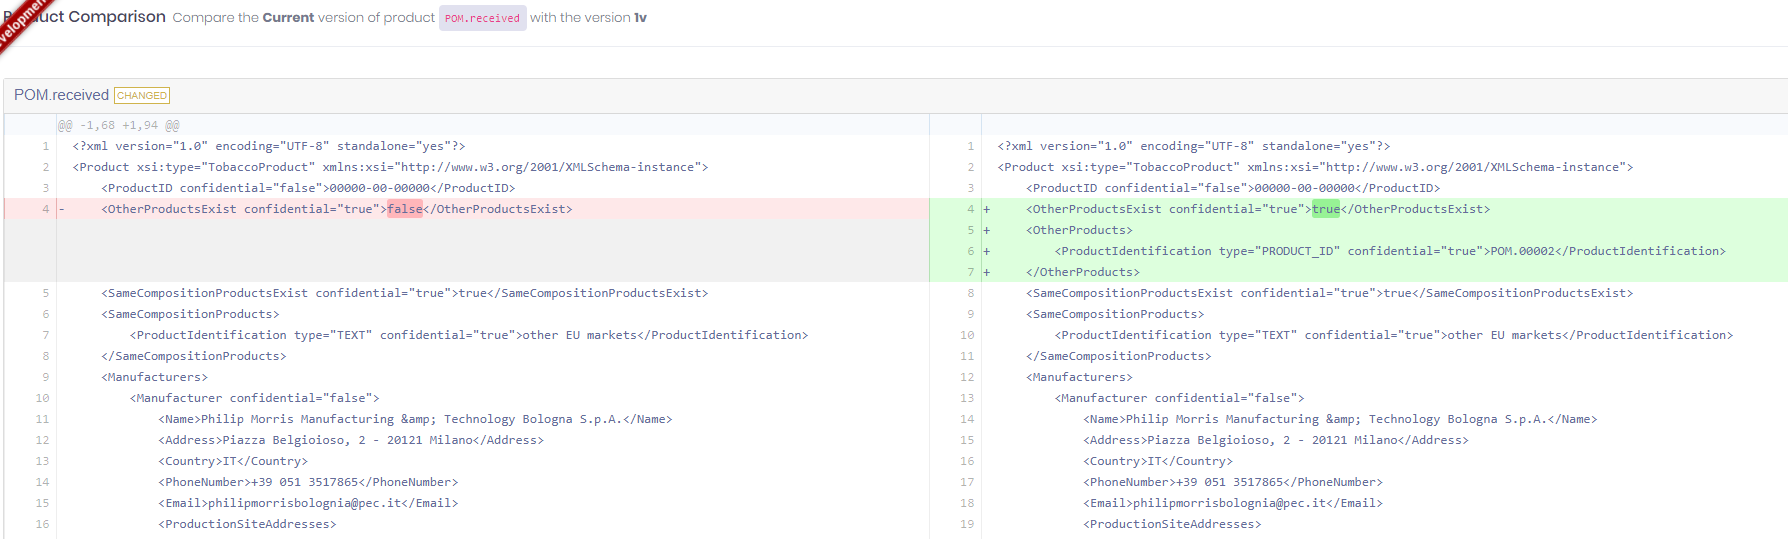 Product Comparison Compare the Current version of product POM.received with the version 1v
POM.received CHANGED
@@ -1,68 +1,94 @@
1 <?xml version="1.0" encoding="UTF-8" standalone="yes"?>
2 <Product xsi:type="TobaccoProduct" xmlns:xsi="http://www.w3.org/2001/XMLSchema-instance">
3 <ProductID confidential="false">00000-00-00000</ProductID>
4 - <OtherProductsExist confidential="true">false</OtherProductsExist>
5 <SameCompositionProductsExist confidential="true">true</SameCompositionProductsExist>
6 <SameCompositionProducts>
7 <ProductIdentification type="TEXT" confidential="true">other EU markets</ProductIdentification>
8 </SameCompositionProducts>
9 <Manufacturers>
10 <Manufacturer confidential="false">
11 <Name>Philip Morris Manufacturing &amp; Technology Bologna S.p.A.</Name>
12 <Address>Piazza Belgioioso, 2 - 20121 Milano</Address>
13 <Country>IT</Country>
14 <PhoneNumber>+39 051 3517865</PhoneNumber>
15 <Email>philipmorrisbolognia@pec.it</Email>
16 <ProductionSiteAddresses>
1 <?xml version="1.0" encoding="UTF-8" standalone="yes"?>
2 <Product xsi:type="TobaccoProduct" xmlns:xsi="http://www.w3.org/2001/XMLSchema-instance">
3 <ProductID confidential="false">00000-00-00000</ProductID>
4 + <OtherProductsExist confidential="true">true</OtherProductsExist>
5 + <OtherProducts>
6 + <ProductIdentification type="PRODUCT_ID" confidential="true">POM.00002</ProductIdentification>
7 + </OtherProducts>
8 <SameCompositionProductsExist confidential="true">true</SameCompositionProductsExist>
9 <SameCompositionProducts>
10 <ProductIdentification type="TEXT" confidential="true">other EU markets</ProductIdentification>
11 </SameCompositionProducts>
12 <Manufacturers>
13 <Manufacturer confidential="false">
14 <Name>Philip Morris Manufacturing &amp; Technology Bologna S.p.A.</Name>
15 <Address>Piazza Belgioioso, 2 - 20121 Milano</Address>
16 <Country>IT</Country>
17 <PhoneNumber>+39 051 3517865</PhoneNumber>
18 <Email>philipmorrisbolognia@pec.it</Email>
19 <ProductionSiteAddresses>